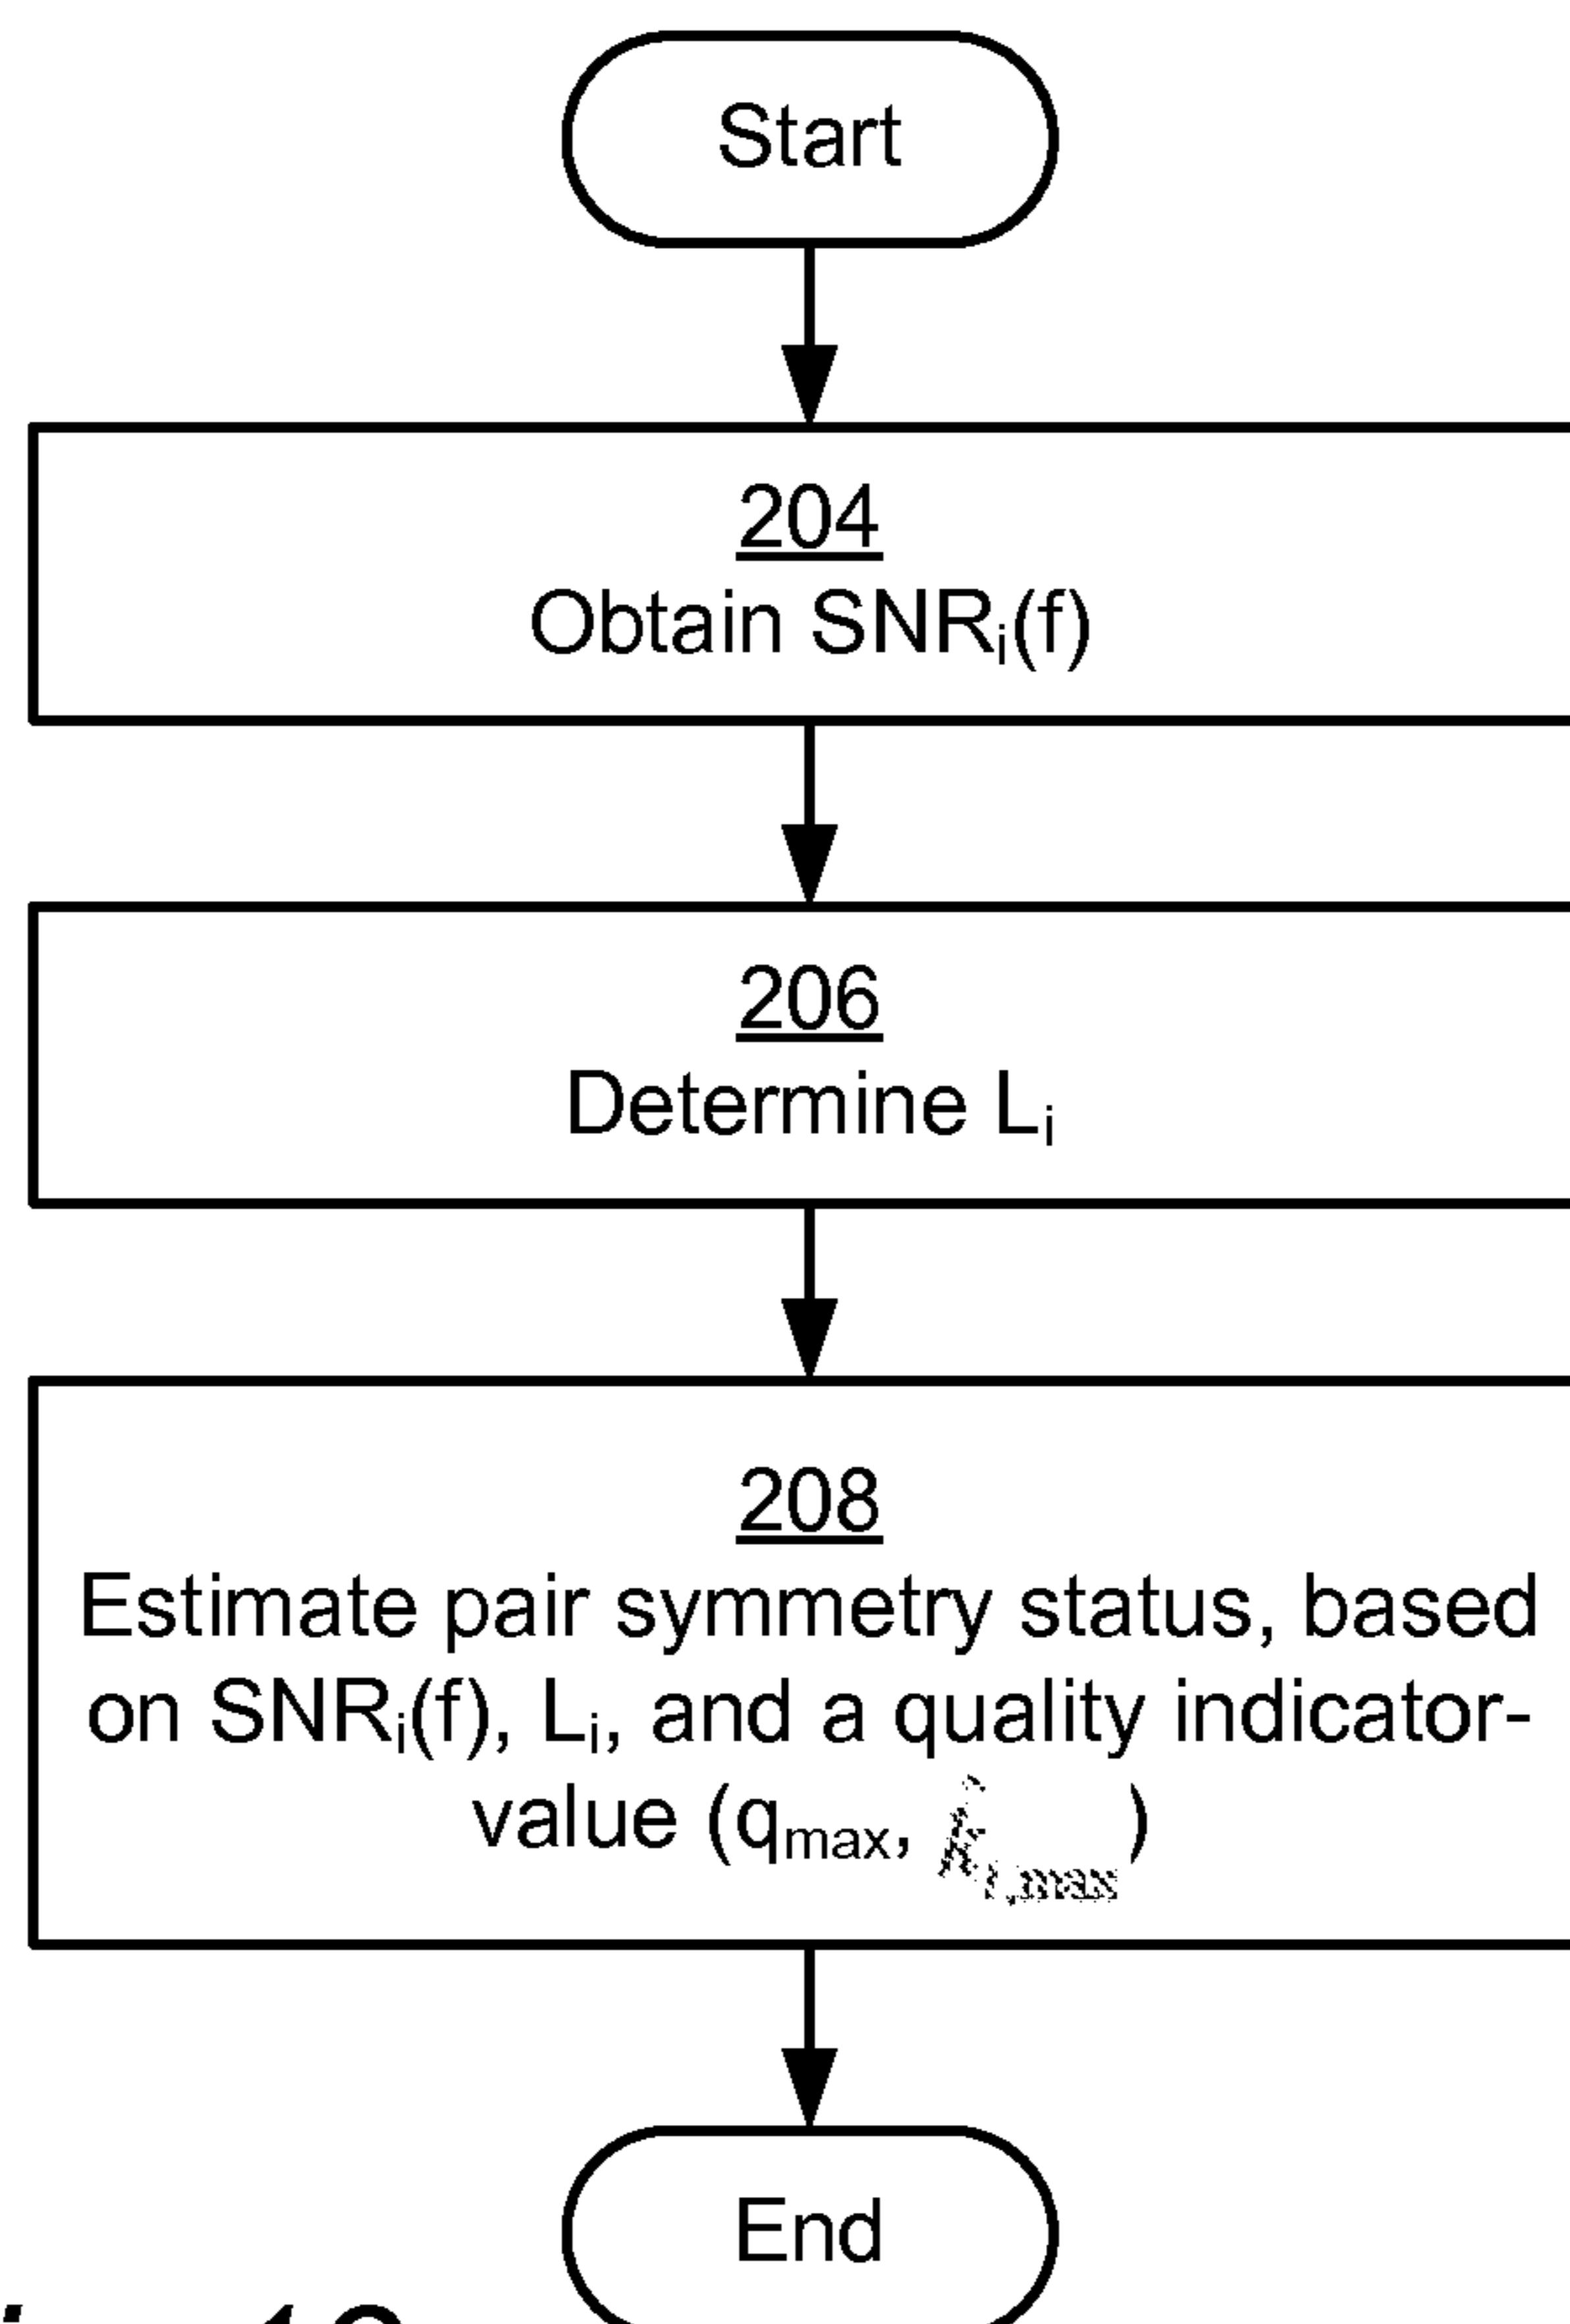 Start
204
Obtain SNRᵢ(f)
206
Determine Lᵢ
208
Estimate pair symmetry status, based
on SNRᵢ(f), Lᵢ, and a quality indicator-
value (qmax, )
End